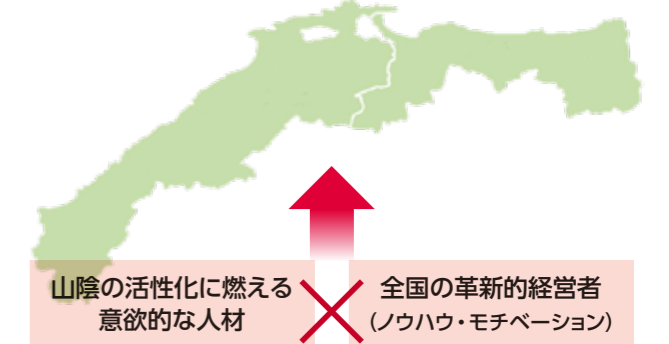 山陰の活性化に燃える
意欲的な人材
全国の革新的経営者
（ノウハウ・モチベーション）